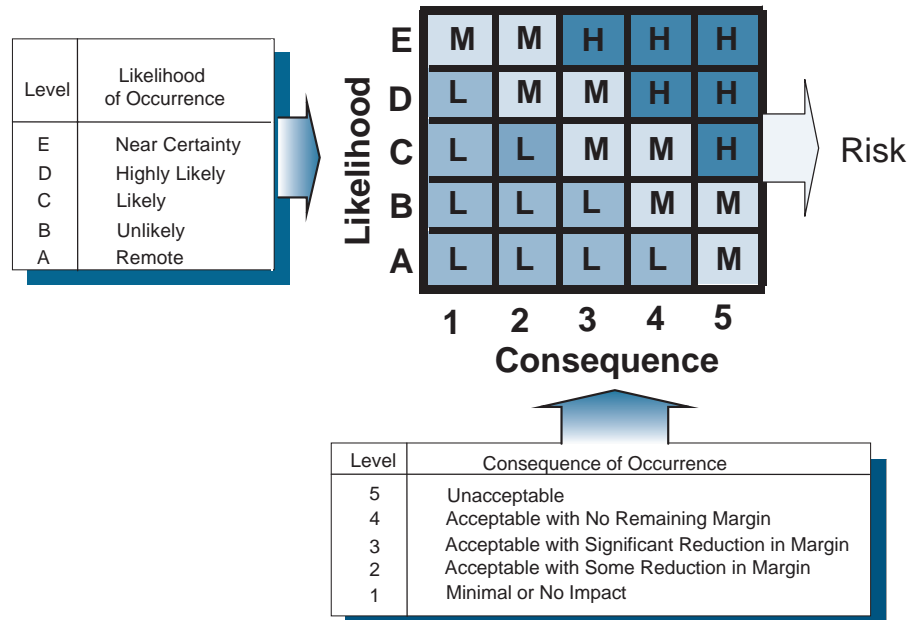 Level Likelihood
of Occurrence
E Near Certainty
D Highly Likely
C Likely
B Unlikely
A Remote
Likelihood
E M M H H H
D L M M H H
C L L M M H
B L L L M M
A L L L L M
1 2 3 4 5
Consequence
Risk
Level Consequence of Occurrence
5 Unacceptable
4 Acceptable with No Remaining Margin
3 Acceptable with Significant Reduction in Margin
2 Acceptable with Some Reduction in Margin
1 Minimal or No Impact